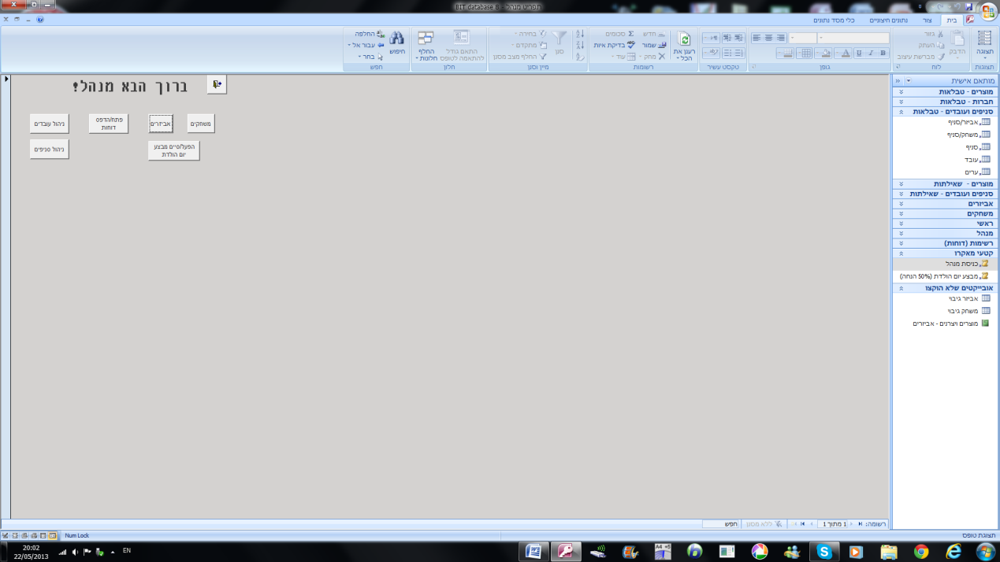 תפריט מנהל - BIT database B
בית
צור
נתונים חיצוניים
כלי מסד נתונים
תצוגה
תצוגות
הדבק
גזור
העתק
מברשת עיצוב
לוח
גופן
טקסט עשיר
רענן את הכל
חדש
שמור
מחק
סכומים
בדיקת איות
עוד
רשומות
סנן
בחירה
מתקדם
החלף מצב מסנן
מיין וסנן
התאם גודל להתאמה לטופס
החלף חלונות
חלון
חיפוש
החלפה
עבור אל
בחר
חפש
מותאם אישית
מוצרים - טבלאות
חברות - טבלאות
סניפים ועובדים - טבלאות
אביזר/סניף
משחק/סניף
סניף
עובד
ערים
מוצרים - שאילתות
סניפים ועובדים - שאילתות
אביזרים
משחקים
ראשי
מנהל
רשימות (דוחות)
קטעי מאקרו
כניסת מנהל
מבצע יום הולדת (50% הנחה)
אובייקטים שלא הוקצו
אביזר גיבוי
משחק גיבוי
מוצרים ויצרנים - אביזרים
ברוך הבא מנהל!
משחקים
אביזרים
פתח/הדפס דוחות
ניהול עובדים
הפעל/סיים מבצע יום הולדת
ניהול סניפים
רשומה:
1 מתוך 1
ללא מסנן
חפש
תצוגת טופס
Num Lock
EN
20:02
22/05/2013